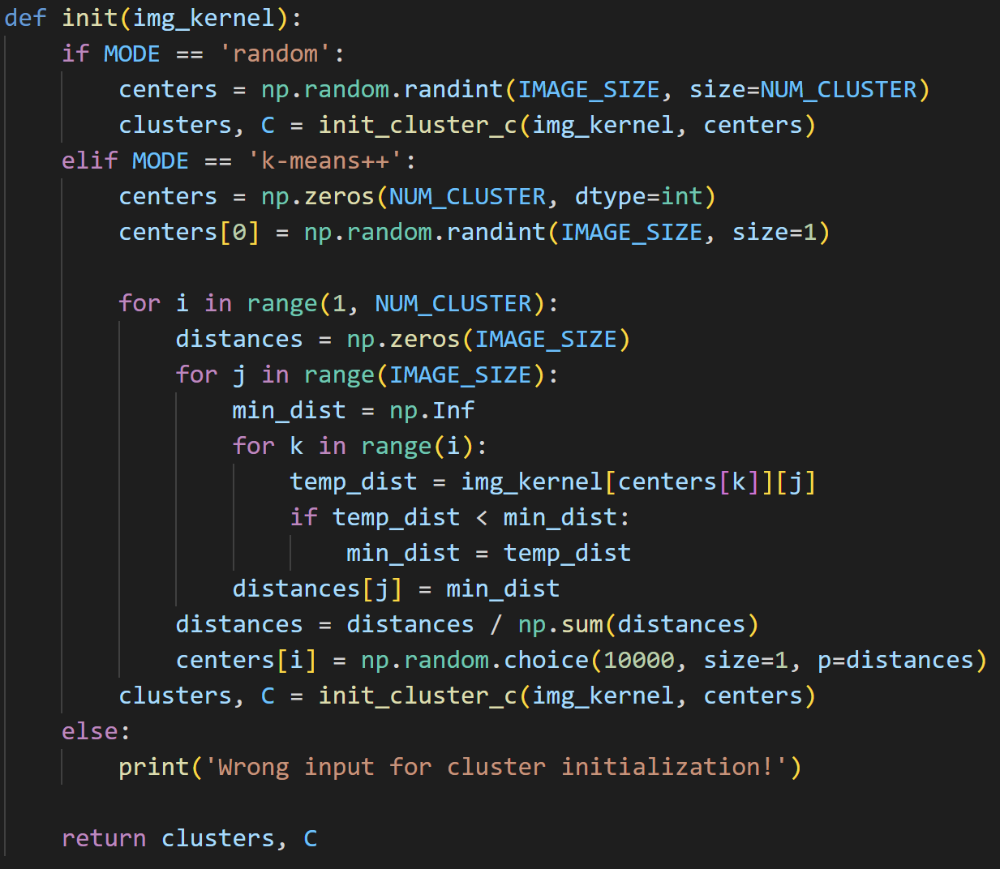 def init(img_kernel):
    if MODE == 'random':
        centers = np.random.randint(IMAGE_SIZE, size=NUM_CLUSTER)
        clusters, C = init_cluster_c(img_kernel, centers)
    elif MODE == 'k-means++':
        centers = np.zeros(NUM_CLUSTER, dtype=int)
        centers[0] = np.random.randint(IMAGE_SIZE, size=1)

        for i in range(1, NUM_CLUSTER):
            distances = np.zeros(IMAGE_SIZE)
            for j in range(IMAGE_SIZE):
                min_dist = np.Inf
                for k in range(i):
                    temp_dist = img_kernel[centers[k]][j]
                    if temp_dist < min_dist:
                        min_dist = temp_dist
                distances[j] = min_dist
            distances = distances / np.sum(distances)
            centers[i] = np.random.choice(10000, size=1, p=distances)
        clusters, C = init_cluster_c(img_kernel, centers)
    else:
        print('Wrong input for cluster initialization!')

    return clusters, C